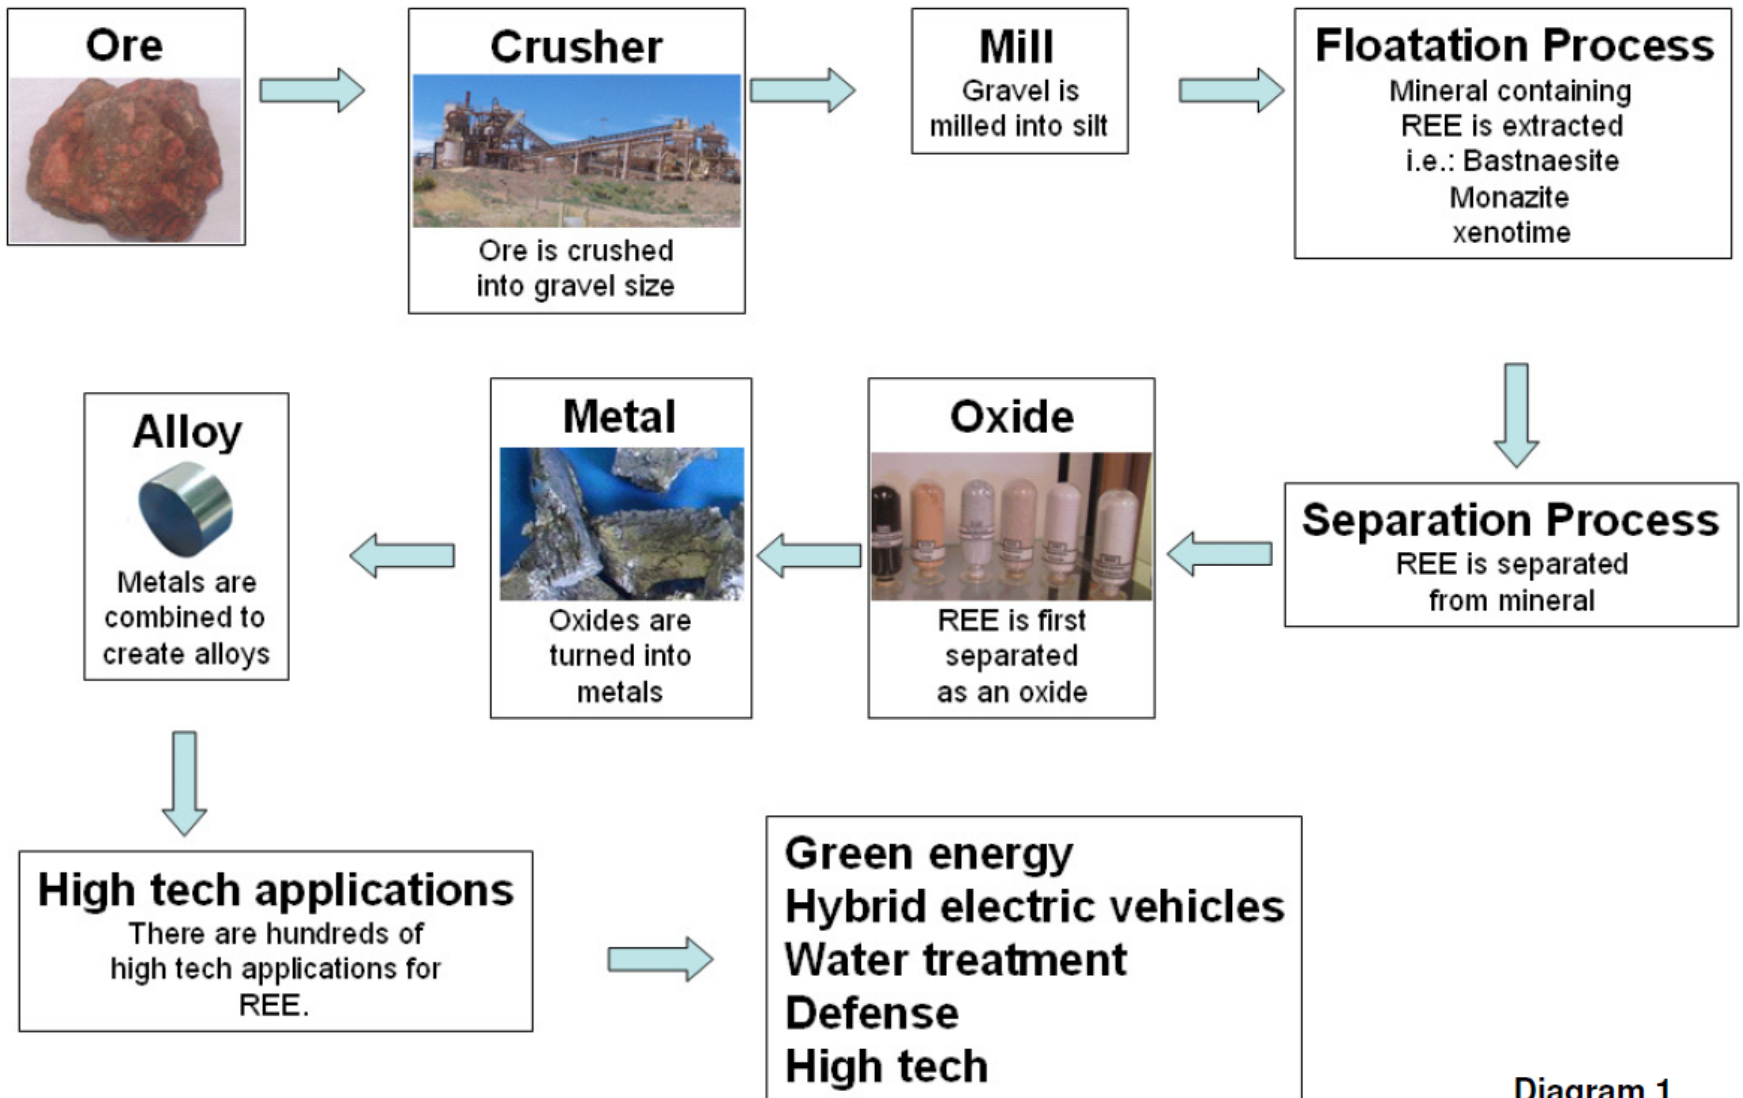 Ore
Crusher
Ore is crushed
into gravel size
Mill
Gravel is
milled into silt
Floatation Process
Mineral containing
REE is extracted
i.e.: Bastnaesite
Monazite
xenotime
Separation Process
REE is separated
from mineral
Oxide
REE is first
separated
as an oxide
Metal
Oxides are
turned into
metals
Alloy
Metals are
combined to
create alloys
High tech applications
There are hundreds of
high tech applications for
REE.
Green energy
Hybrid electric vehicles
Water treatment
Defense
High tech
Diagram 1